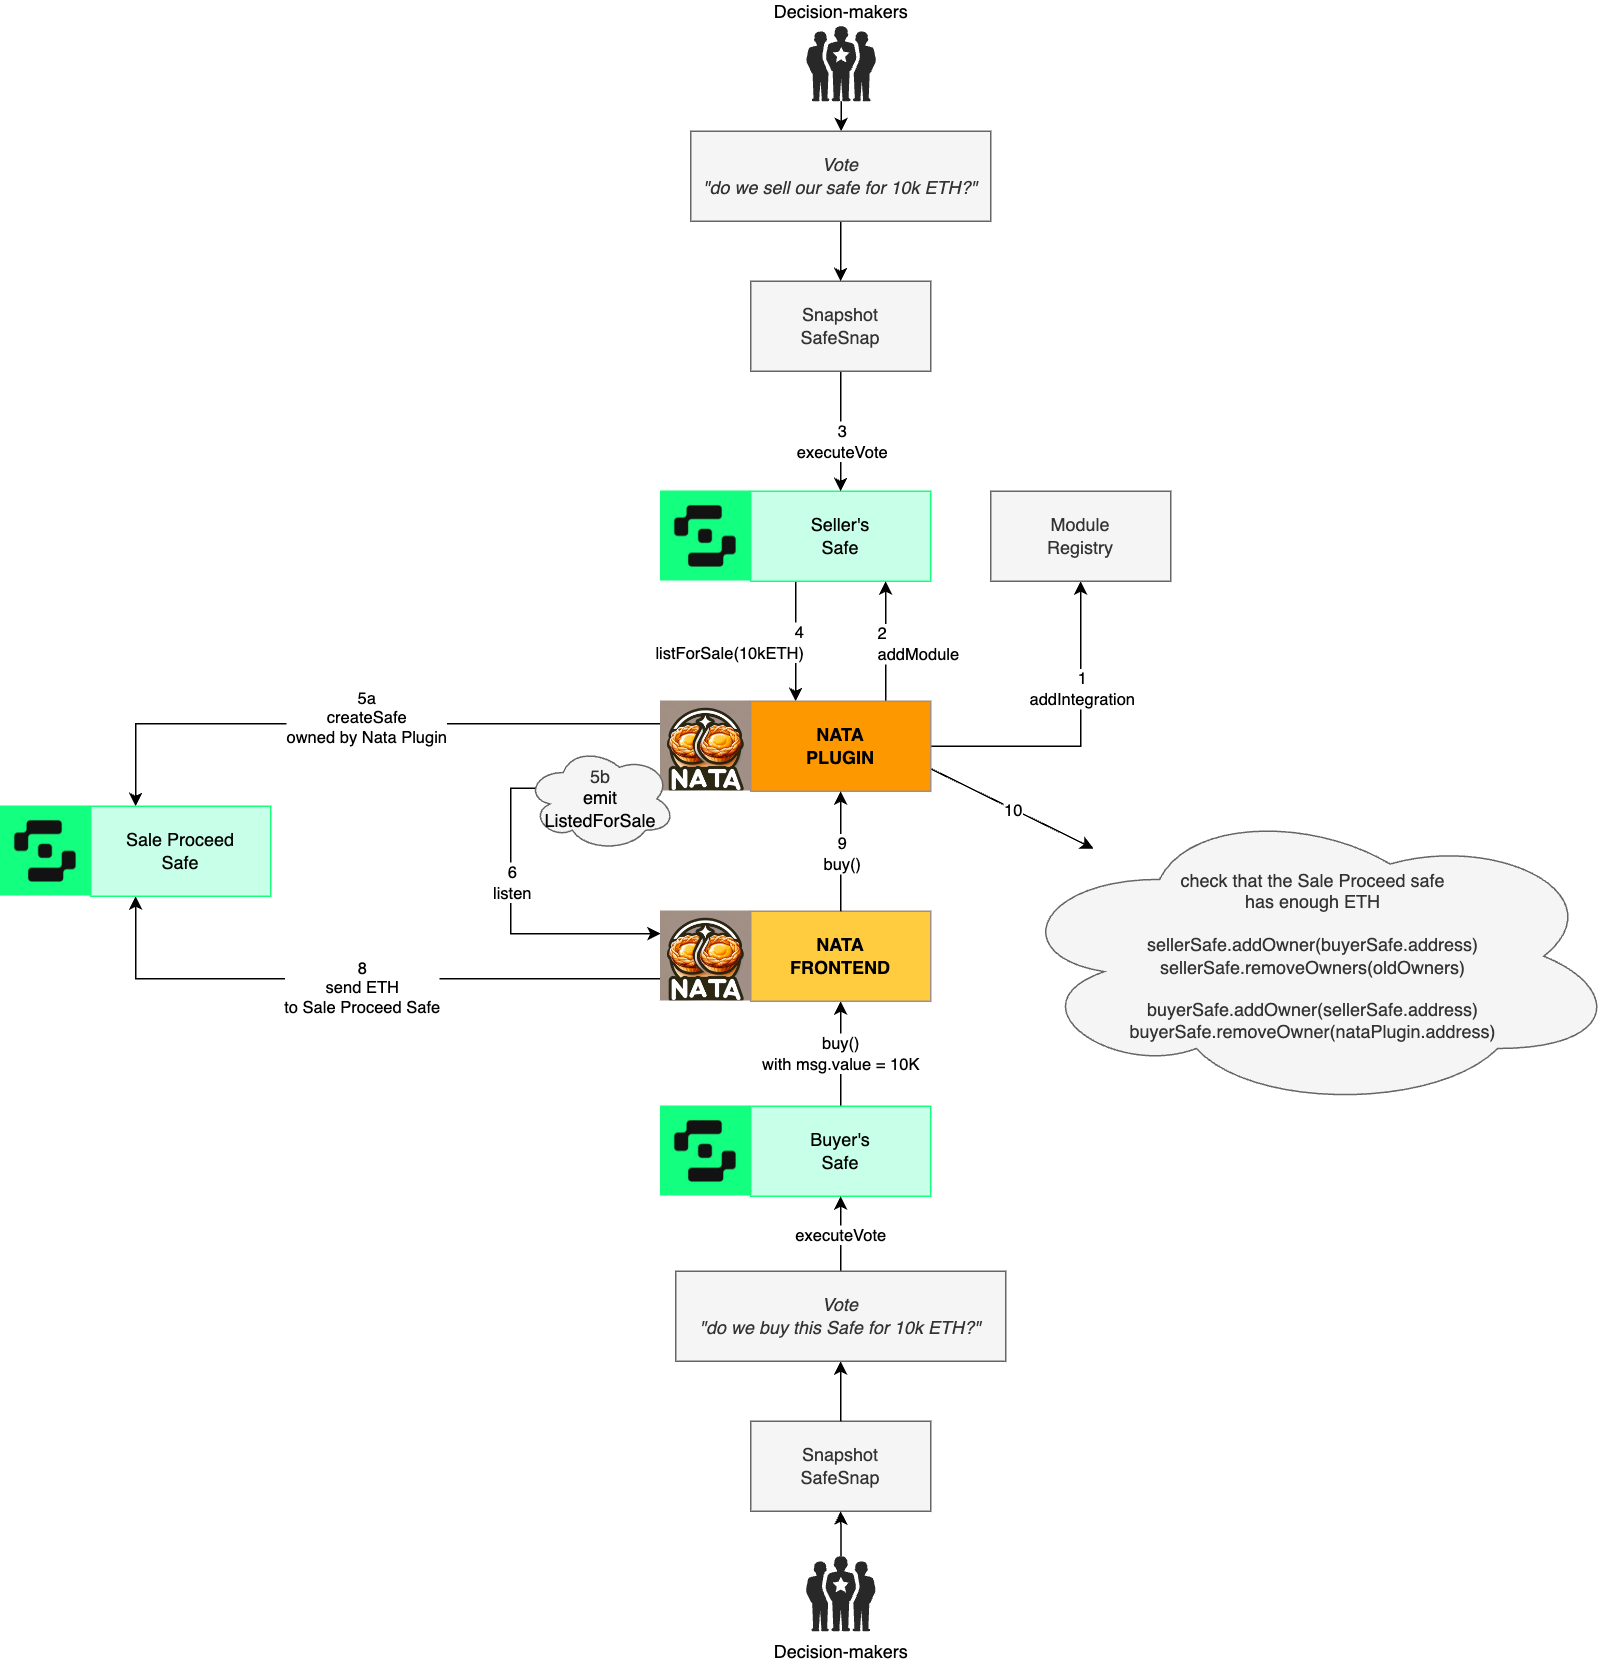 Decision-makers
Vote
"do we sell our safe for 10k ETH?"
Snapshot
SafeSnap
3
executeVote
Seller's
Safe
Module
Registry
4
listForSale(10kETH)
2
addModule
1
addIntegration
5a
createSafe
owned by Nata Plugin
NATA
NATA
PLUGIN
5b
emit
ListedForSale
10
Sale Proceed
Safe
6
listen
9
buy()
check that the Sale Proceed safe
has enough ETH
sellerSafe.addOwner(buyerSafe.address)
sellerSafe.removeOwners(oldOwners)
buyerSafe.addOwner(sellerSafe.address)
buyerSafe.removeOwner(nataPlugin.address)
NATA
NATA
FRONTEND
8
send ETH
to Sale Proceed Safe
buy()
with msg.value = 10K
Buyer's
Safe
executeVote
Vote
"do we buy this Safe for 10k ETH?"
Snapshot
SafeSnap
Decision-makers